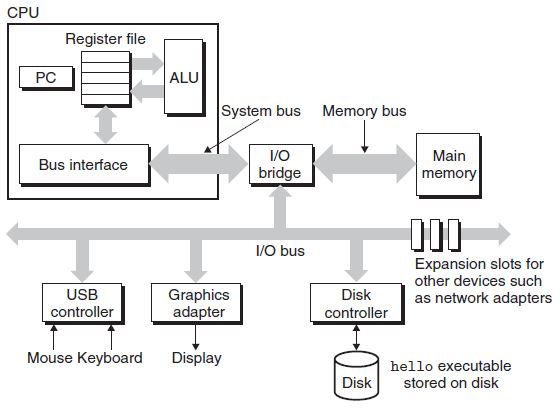 CPU
Register file
PC
ALU
System bus
Memory bus
Bus interface
I/O
bridge
Main
memory
I/O bus
Expansion slots for
other devices such
as network adapters
USB
controller
Graphics
adapter
Disk
controller
Mouse Keyboard
Display
Disk
hello executable
stored on disk